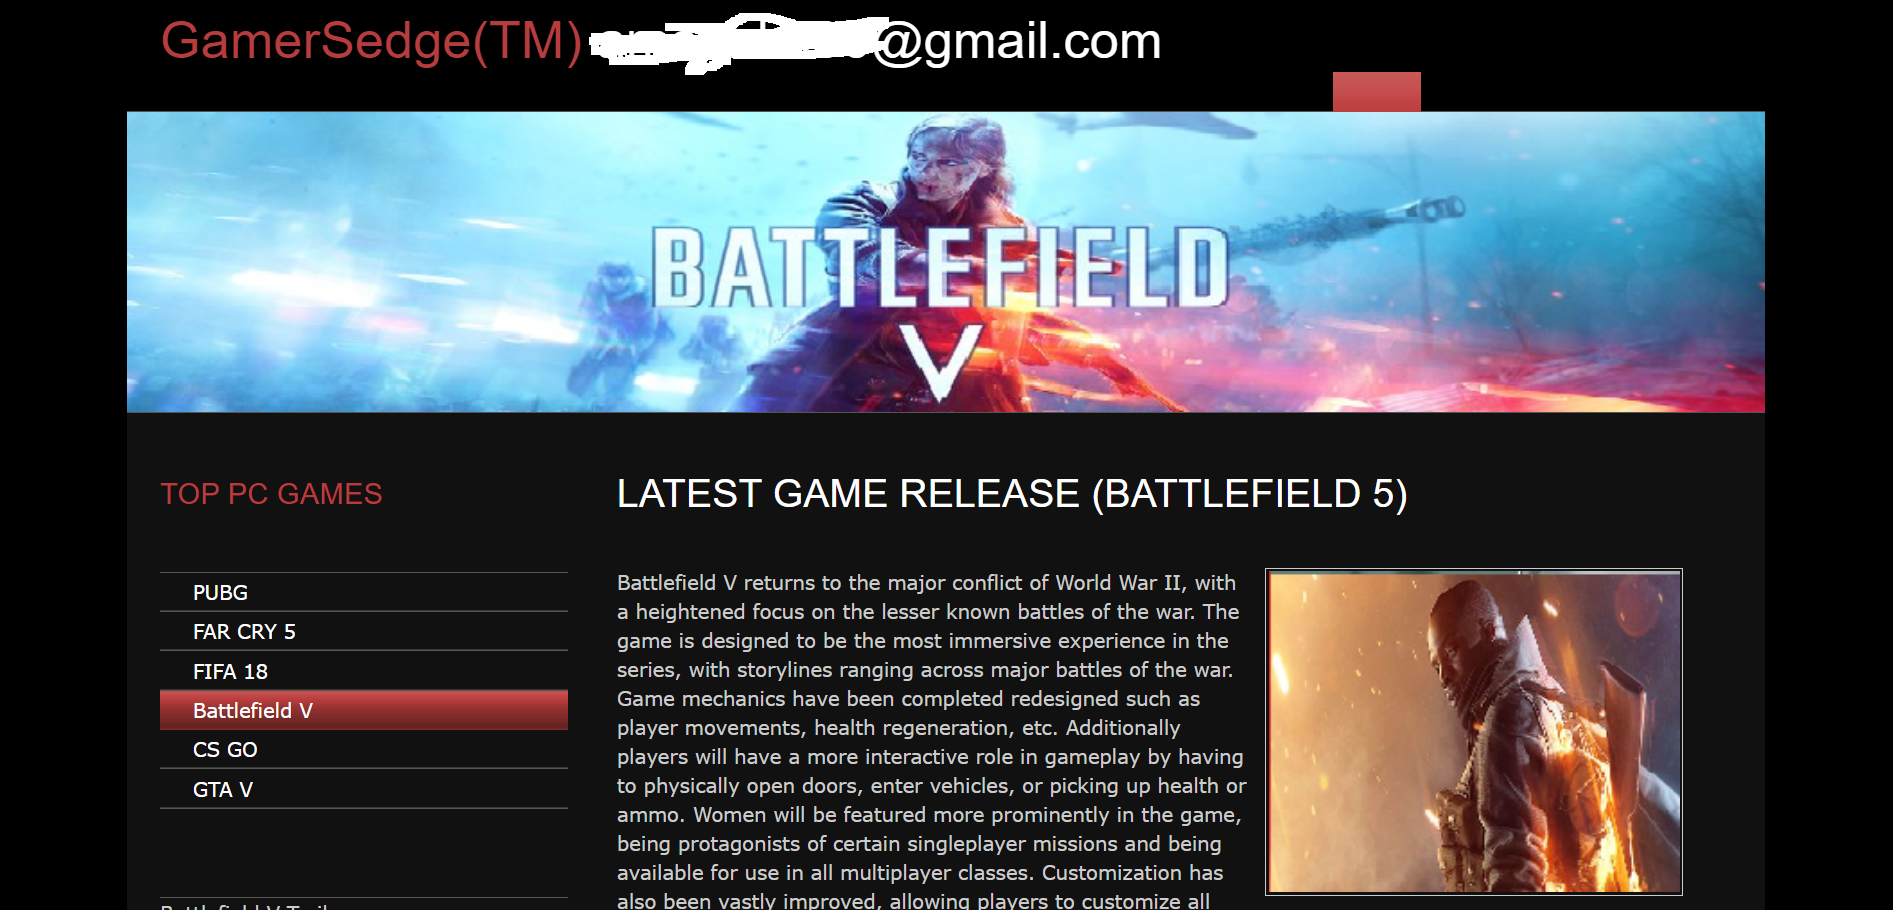 GamerSedge(TM) @gmail.com
BATTLEFIELD
V
TOP PC GAMES
PUBG
FAR CRY 5
FIFA 18
Battlefield V
CS GO
GTA V
LATEST GAME RELEASE (BATTLEFIELD 5)
Battlefield V returns to the major conflict of World War II, with
a heightened focus on the lesser known battles of the war. The
game is designed to be the most immersive experience in the
series, with storylines ranging across major battles of the war.
Game mechanics have been completed redesigned such as
player movements, health regeneration, etc. Additionally
players will have a more interactive role in gameplay by having
to physically open doors, enter vehicles, or picking up health or
ammo. Women will be featured more prominently in the game,
being protagonists of certain singleplayer missions and being
available for use in all multiplayer classes. Customization has
also been vastly improved, allowing players to customize all